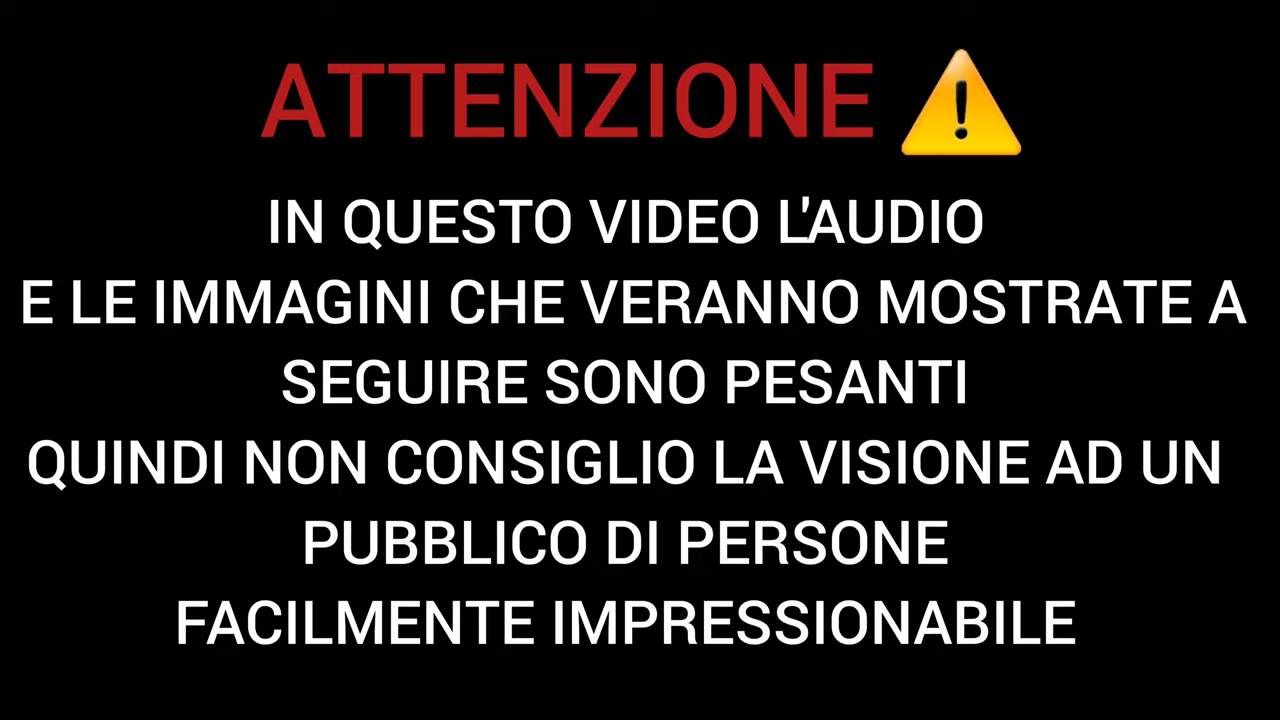 ATTENZIONE ⚠️
IN QUESTO VIDEO L'AUDIO
E LE IMMAGINI CHE VERANNO MOSTRATE A
SEGUIRE SONO PESANTI
QUINDI NON CONSIGLIO LA VISIONE AD UN
PUBBLICO DI PERSONE
FACILMENTE IMPRESSIONABILE